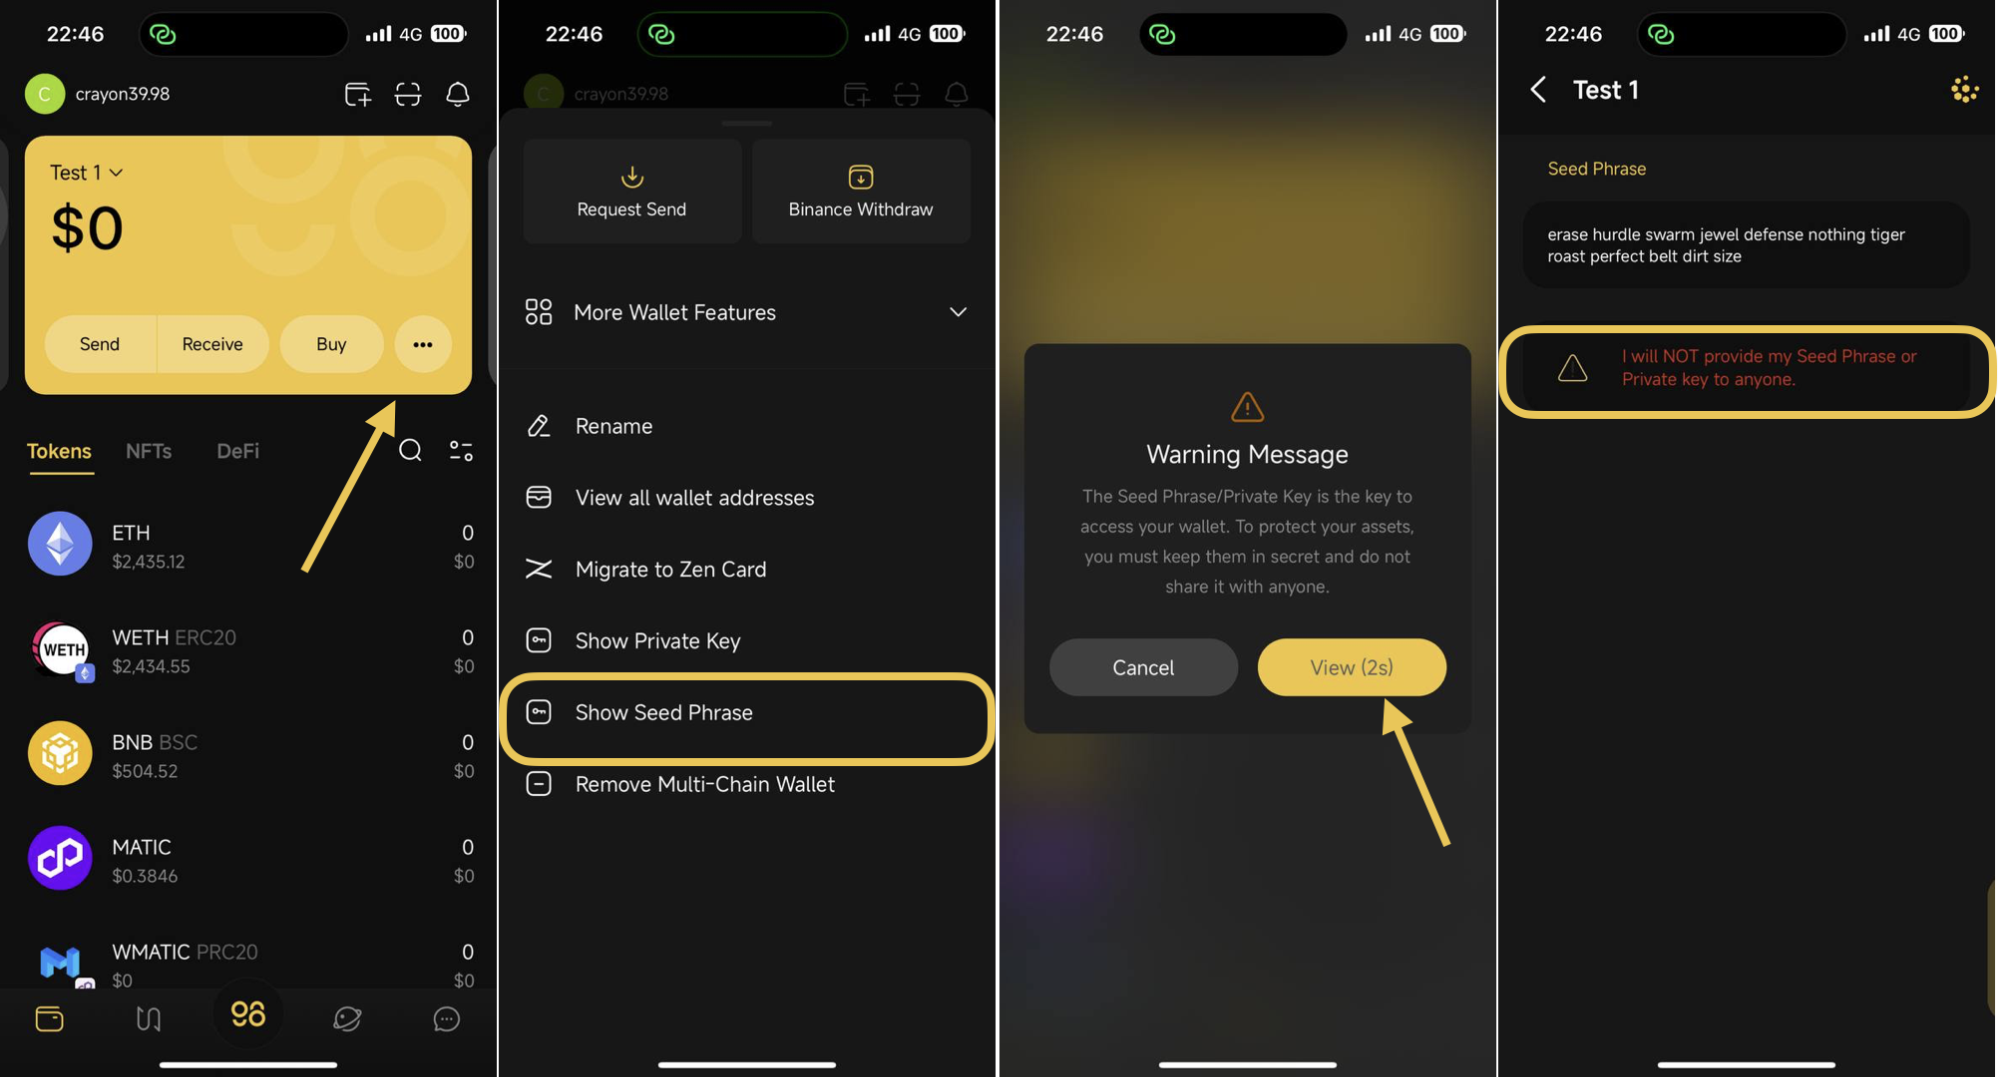 22:46
4G 100
C
crayon39.98
Test 1
$0
Send
Receive
Buy
Tokens
NFTs
DeFi
ETH
0
$2,435.12
$0
WETH
WETH ERC20
0
$2,434.55
$0
BNB BSC
0
$504.52
$0
MATIC
0
$0.3846
$0
WMATIC PRC20
0
$0
$0
22:46
4G 100
C
crayon39.98
Request Send
Binance Withdraw
More Wallet Features
Rename
View all wallet addresses
Migrate to Zen Card
Show Private Key
Show Seed Phrase
Remove Multi-Chain Wallet
22:46
4G 100
Warning Message
The Seed Phrase/Private Key is the key to
access your wallet. To protect your assets,
you must keep them in secret and do not
share it with anyone.
Cancel
View (2s)
22:46
4G 100
Test 1
Seed Phrase
erase hurdle swarm jewel defense nothing tiger
roast perfect belt dirt size
I will NOT provide my Seed Phrase or
Private key to anyone.